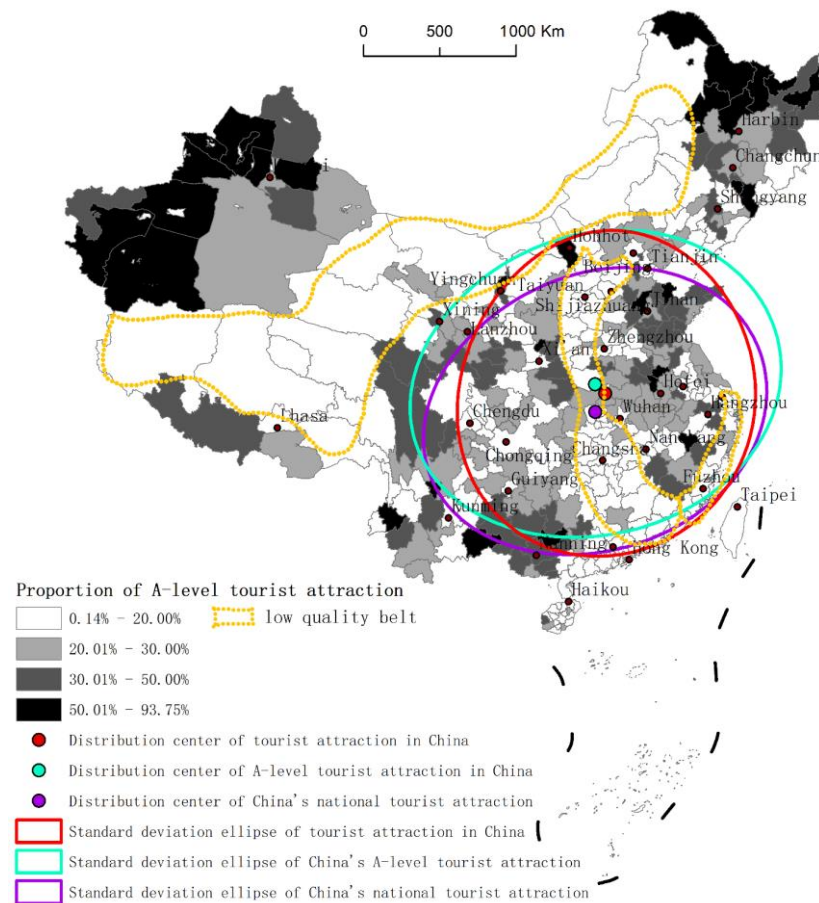 0 500 1000 Km
Harbin
Changchun
Hohhot
Tianjin
Beijing
Yingchun
Taiyuan
Shijiazhuang
Jinan
Xining
Lanzhou
Zhengzhou
Xi'an
Hefei
Lhasa
Chengdu
Wuhan
Hangzhou
Chongqing
Nanchang
Changsha
Guiyang
Fuzhou
Kunming
Taipei
Hong Kong
Haikou
Proportion of A-level tourist attraction
0.14% - 20.00% low quality belt
20.01% - 30.00%
30.01% - 50.00%
50.01% - 93.75%
Distribution center of tourist attraction in China
Distribution center of A-level tourist attraction in China
Distribution center of China's national tourist attraction
Standard deviation ellipse of tourist attraction in China
Standard deviation ellipse of China's A-level tourist attraction
Standard deviation ellipse of China's national tourist attraction